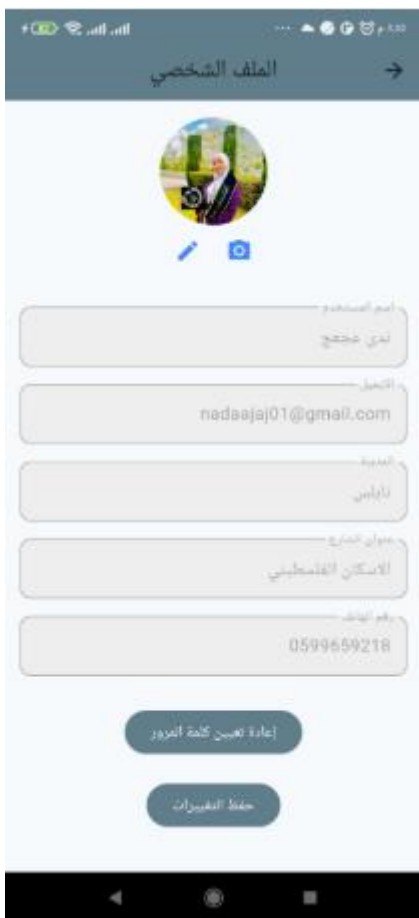 الملف الشخصي
اسم المستخدم
ندى عجعج
الايميل
nadaajaj01@gmail.com
المدينة
نابلس
عنوان الشارع
الاسكان الفلسطيني
رقم الهاتف
0599659218
إعادة تعيين كلمة المرور
حفظ التغييرات